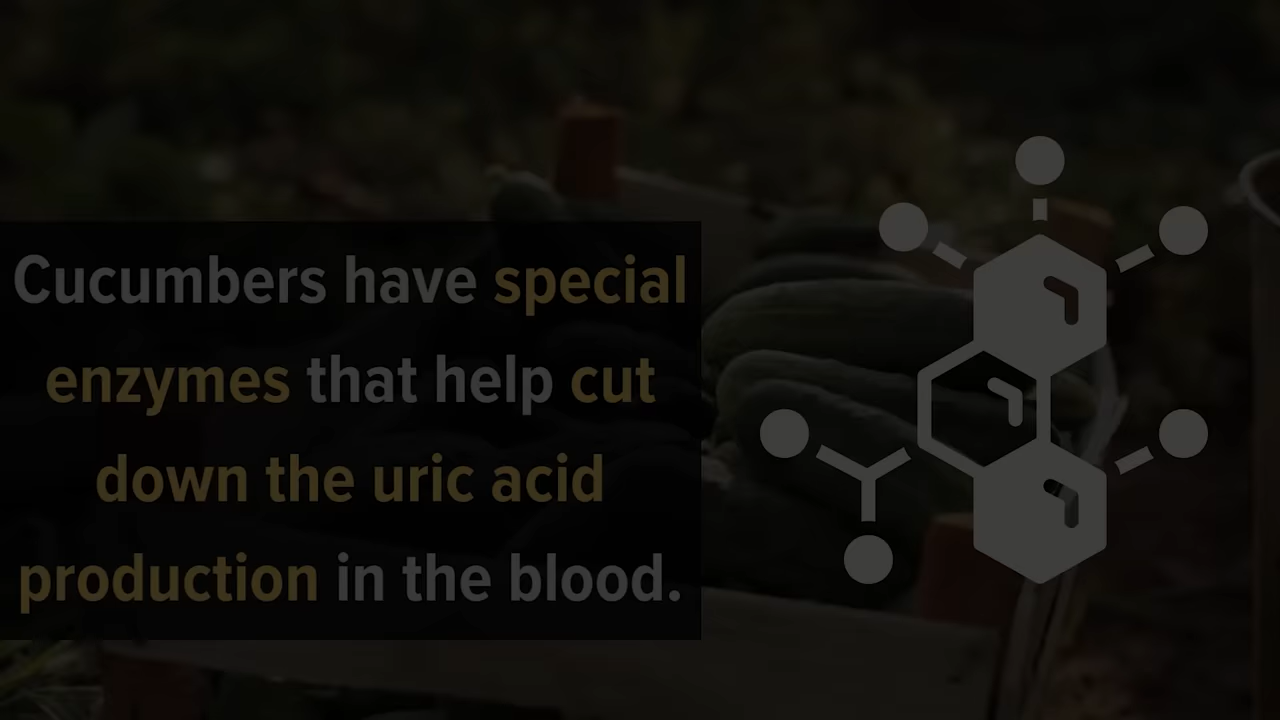 Cucumbers have special
enzymes that help cut
down the uric acid
production in the blood.